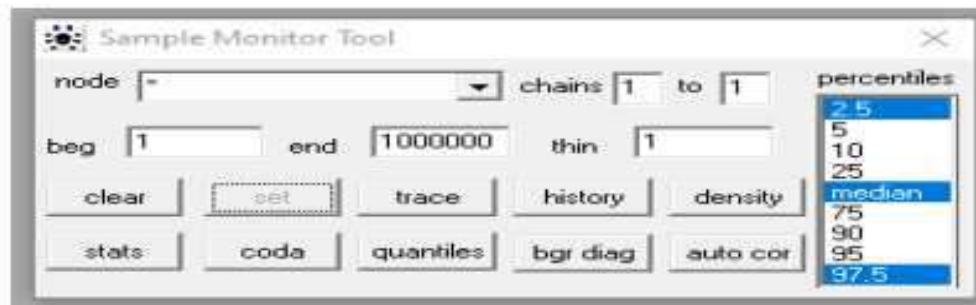 Sample Monitor Tool
node * chains 1 to 1 percentiles
beg 1 end 1000000 thin 1
2.5
5
10
25
median
75
90
95
97.5
clear set trace history density
stats coda quantiles bgr diag auto cor